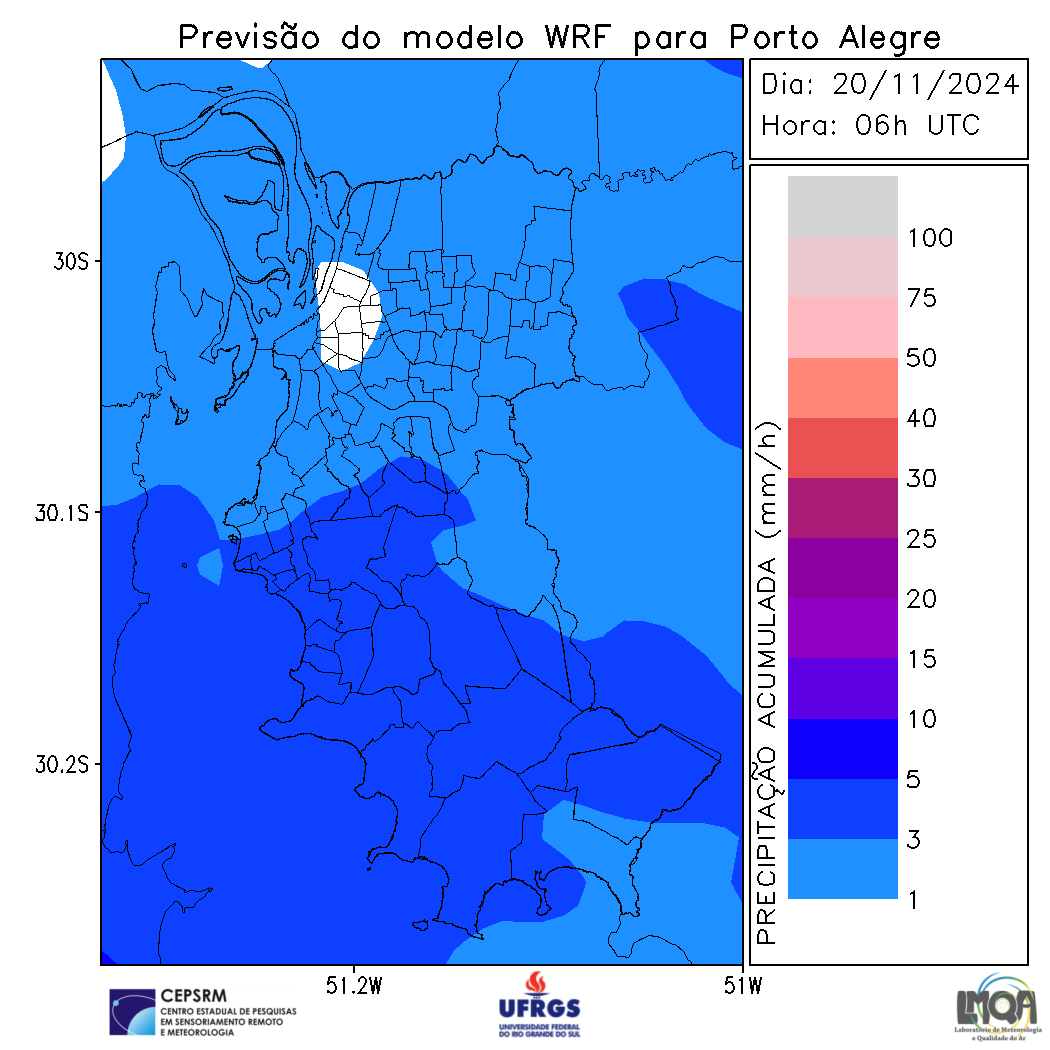 Previsão do modelo WRF para Porto Alegre
Dia: 20/11/2024
Hora: 06h UTC
30S
30.1S
30.2S
51.2W
51W
PRECIPITAÇÃO ACUMULADA (mm/h)
100
75
50
40
30
25
20
15
10
5
3
1
CEPSRM
CENTRO ESTADUAL DE PESQUISAS
EM SENSORIAMENTO REMOTO
E METEOROLOGIA
UFRGS
UNIVERSIDADE FEDERAL
DO RIO GRANDE DO SUL
LMQA
Laboratório de Meteorologia
e Qualidade do Ar